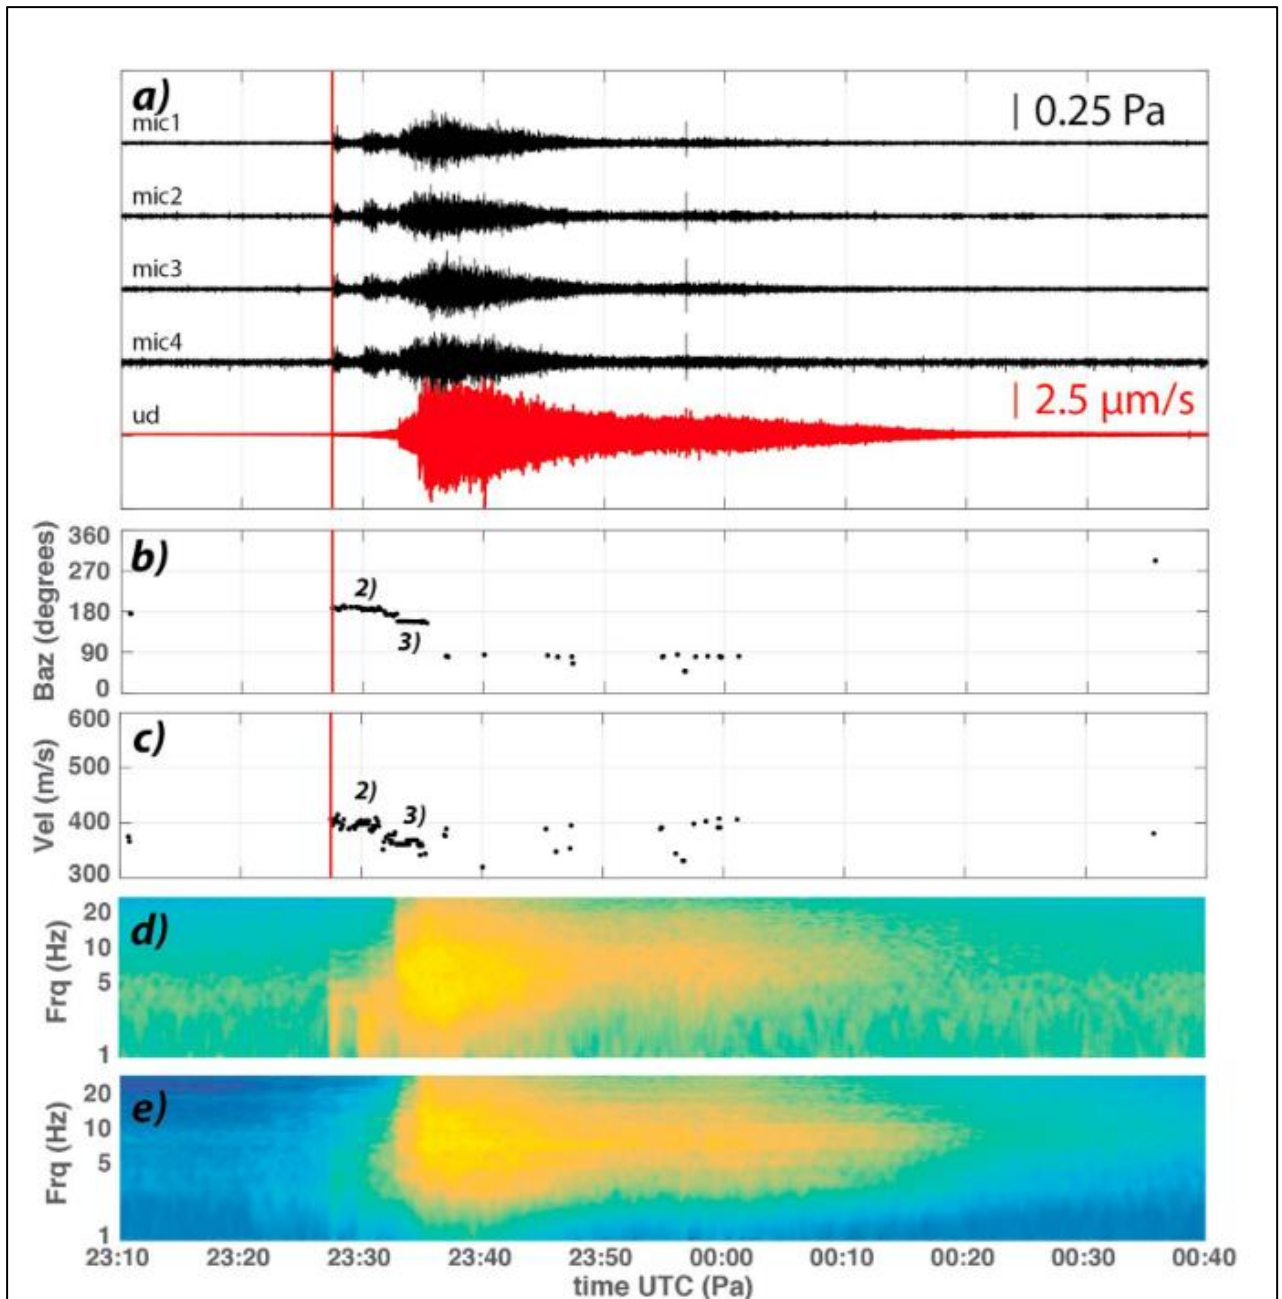 a)
| 0.25 Pa
mic1
mic2
mic3
mic4
| 2.5 µm/s
ud
b)
Baz (degrees)
360
270
180
90
0
2)
3)
c)
Vel (m/s)
600
500
400
300
2)
3)
d)
Frq (Hz)
20
10
5
1
e)
Frq (Hz)
20
10
5
1
23:10 23:20 23:30 23:40 23:50 00:00 00:10 00:20 00:30 00:40
time UTC (Pa)